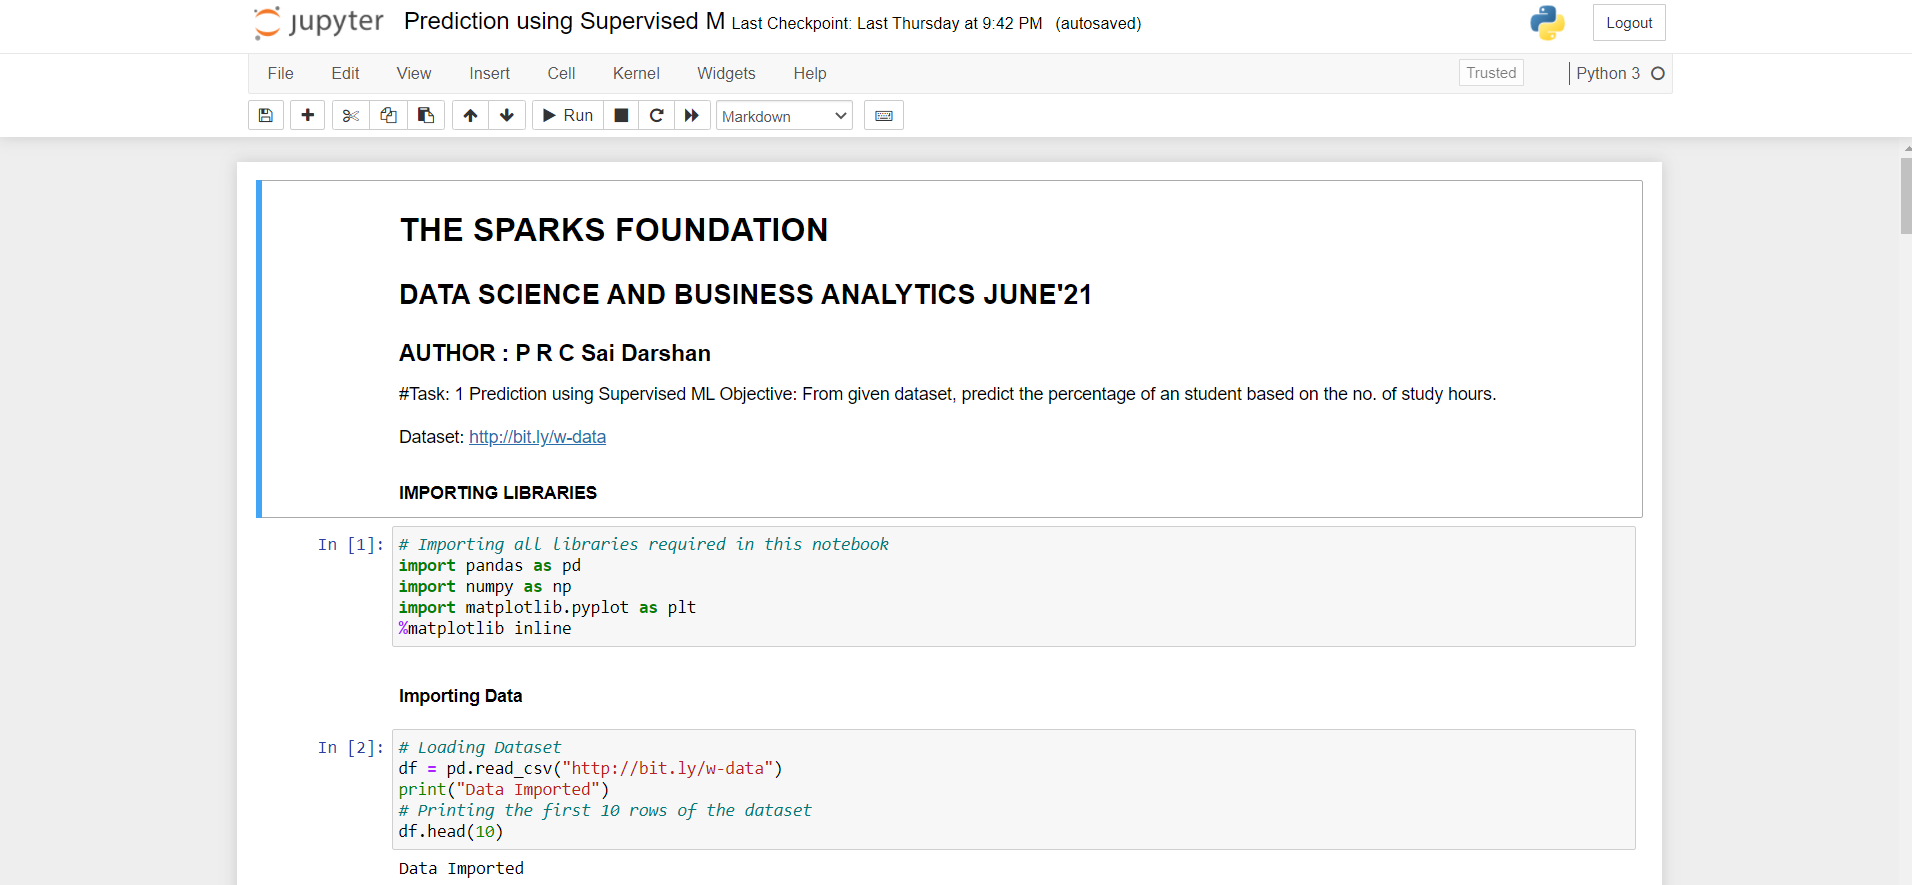 jupyter Prediction using Supervised M Last Checkpoint: Last Thursday at 9:42 PM (autosaved) Logout
File Edit View Insert Cell Kernel Widgets Help Trusted Python 3
Run Markdown
THE SPARKS FOUNDATION
DATA SCIENCE AND BUSINESS ANALYTICS JUNE'21
AUTHOR : P R C Sai Darshan
#Task: 1 Prediction using Supervised ML Objective: From given dataset, predict the percentage of an student based on the no. of study hours.
Dataset: http://bit.ly/w-data
IMPORTING LIBRARIES
In [1]: # Importing all libraries required in this notebook
import pandas as pd
import numpy as np
import matplotlib.pyplot as plt
%matplotlib inline
Importing Data
In [2]: # Loading Dataset
df = pd.read_csv("http://bit.ly/w-data")
print("Data Imported")
# Printing the first 10 rows of the dataset
df.head(10)
Data Imported